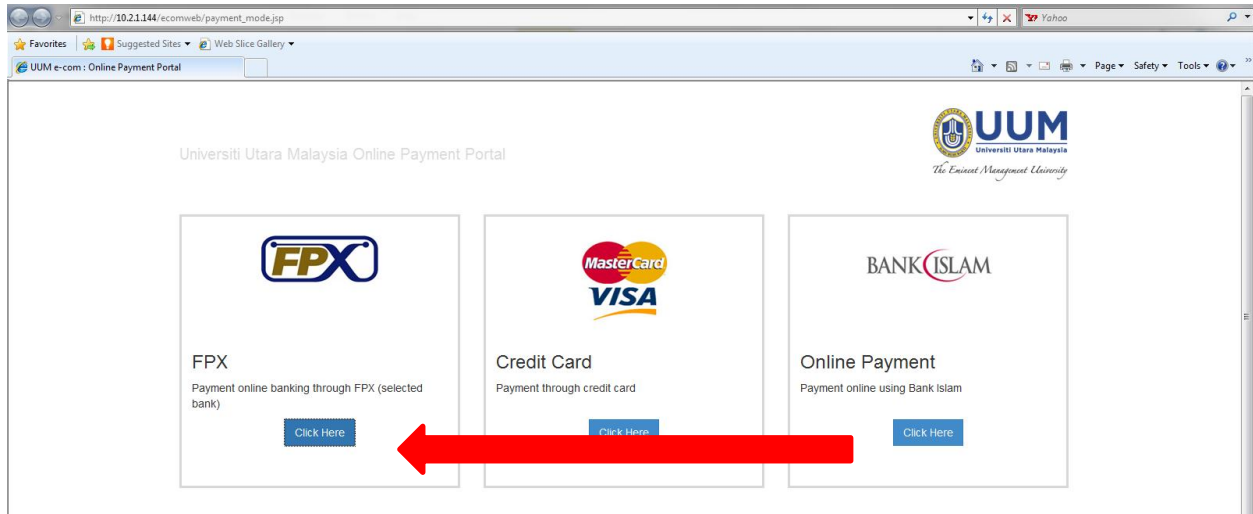 http://10.2.1.144/ecomweb/payment_mode.jsp
Yahoo
Favorites
Suggested Sites
Web Slice Gallery
UUM e-com : Online Payment Portal
Page
Safety
Tools
Universiti Utara Malaysia Online Payment Portal
UUM
Universiti Utara Malaysia
The Eminent Management University
FPX
MasterCard
VISA
BANK ISLAM
FPX
Payment online banking through FPX (selected
bank)
Click Here
Credit Card
Payment through credit card
Click Here
Online Payment
Payment online using Bank Islam
Click Here